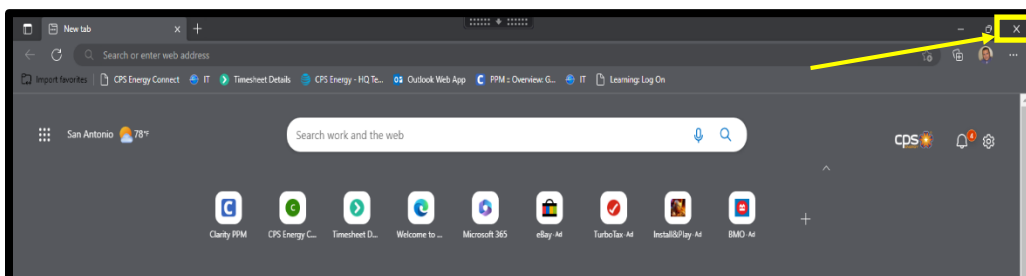 New tab
Search or enter web address
Import favorites CPS Energy Connect IT Timesheet Details CPS Energy - HQ Te... Outlook Web App PPM :: Overview: G... IT Learning: Log On
San Antonio 78°F Search work and the web cps 4
Clarity PPM CPS Energy C... Timesheet D... Welcome to ... Microsoft 365 eBay · Ad TurboTax · Ad Install&Play · Ad BMO · Ad